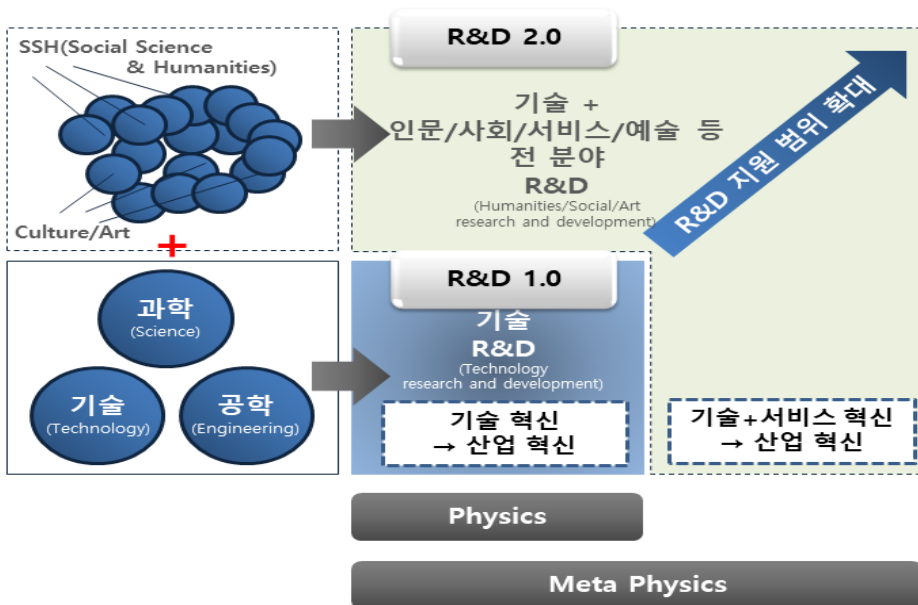 SSH(Social Science
& Humanities)
Culture/Art
+
과학
(Science)
기술
(Technology)
공학
(Engineering)
R&D 2.0
기술 +
인문/사회/서비스/예술 등
전 분야
R&D
(Humanities/Social/Art
research and development)
R&D 지원 범위 확대
R&D 1.0
기술
R&D
(Technology
research and development)
기술 혁신
→ 산업 혁신
기술+서비스 혁신
→ 산업 혁신
Physics
Meta Physics